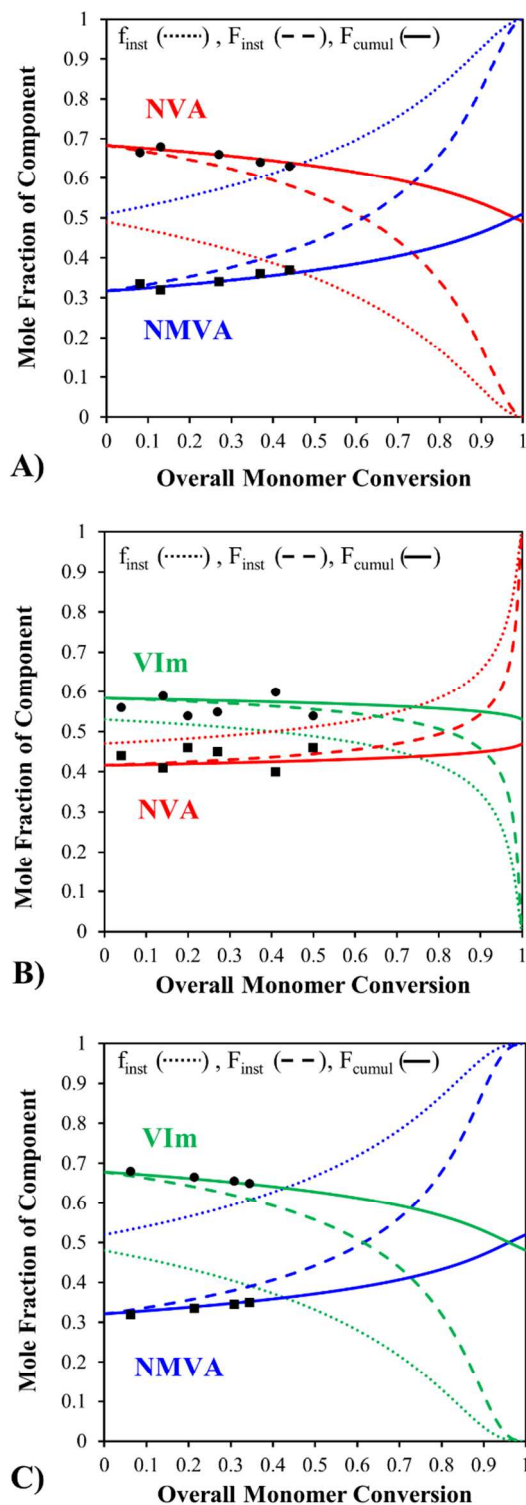 f_inst (·······) , F_inst (– –), F_cumul (—)
1
0.9
0.8
0.7
0.6
0.5
0.4
0.3
0.2
0.1
0
Mole Fraction of Component
NVA
NMVA
0 0.1 0.2 0.3 0.4 0.5 0.6 0.7 0.8 0.9 1
Overall Monomer Conversion
A)
f_inst (·······) , F_inst (– –), F_cumul (—)
1
0.9
0.8
0.7
0.6
0.5
0.4
0.3
0.2
0.1
0
Mole Fraction of Component
VIm
NVA
0 0.1 0.2 0.3 0.4 0.5 0.6 0.7 0.8 0.9 1
Overall Monomer Conversion
B)
f_inst (·······) , F_inst (– –), F_cumul (—)
1
0.9
0.8
0.7
0.6
0.5
0.4
0.3
0.2
0.1
0
Mole Fraction of Component
VIm
NMVA
0 0.1 0.2 0.3 0.4 0.5 0.6 0.7 0.8 0.9 1
Overall Monomer Conversion
C)